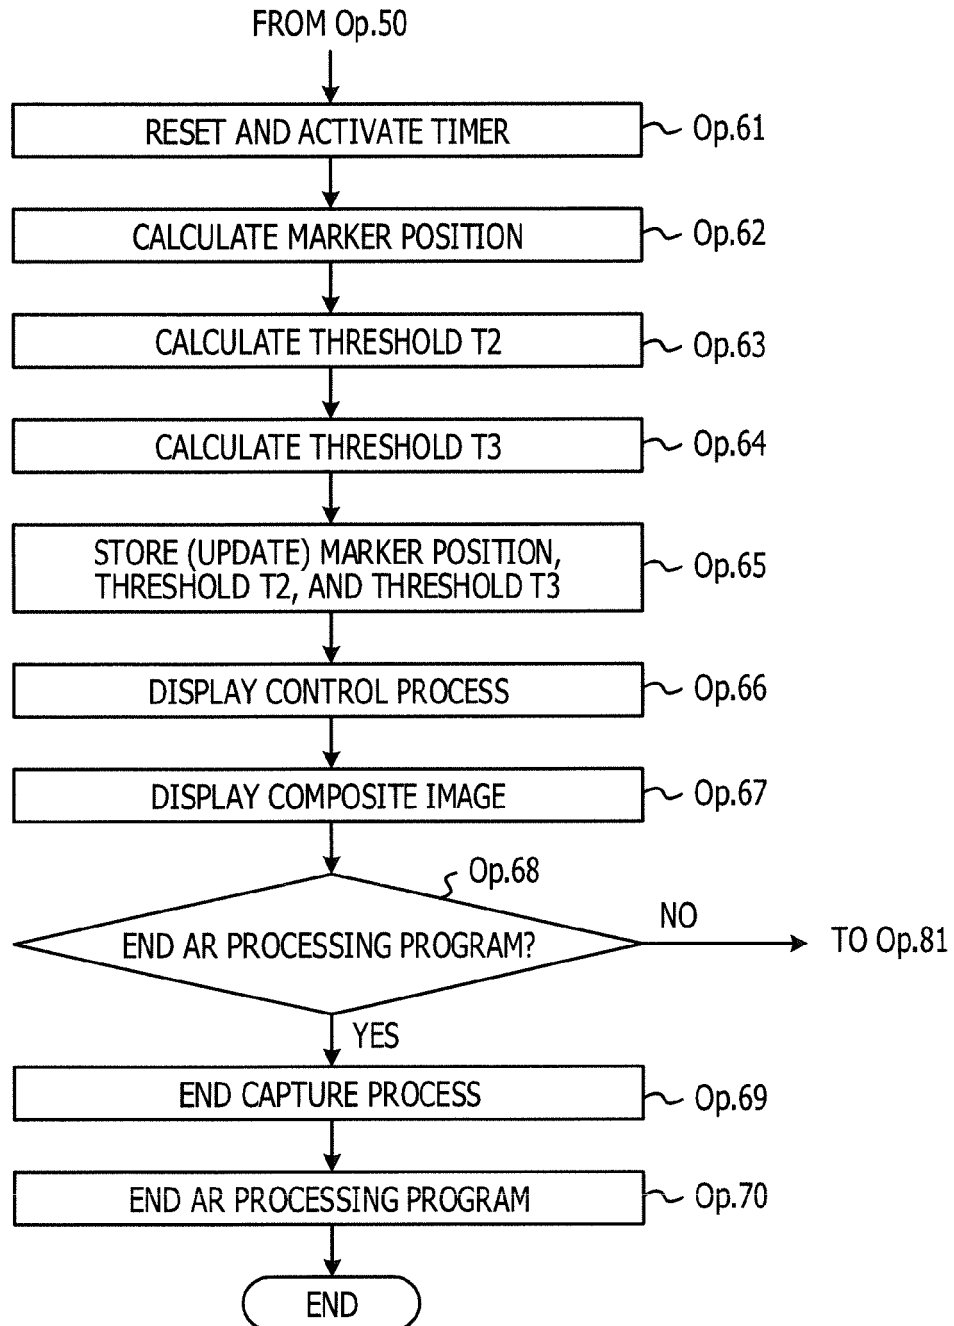 FROM Op.50
RESET AND ACTIVATE TIMER
Op.61
CALCULATE MARKER POSITION
Op.62
CALCULATE THRESHOLD T2
Op.63
CALCULATE THRESHOLD T3
Op.64
STORE (UPDATE) MARKER POSITION,
THRESHOLD T2, AND THRESHOLD T3
Op.65
DISPLAY CONTROL PROCESS
Op.66
DISPLAY COMPOSITE IMAGE
Op.67
Op.68
END AR PROCESSING PROGRAM?
NO
TO Op.81
YES
END CAPTURE PROCESS
Op.69
END AR PROCESSING PROGRAM
Op.70
END